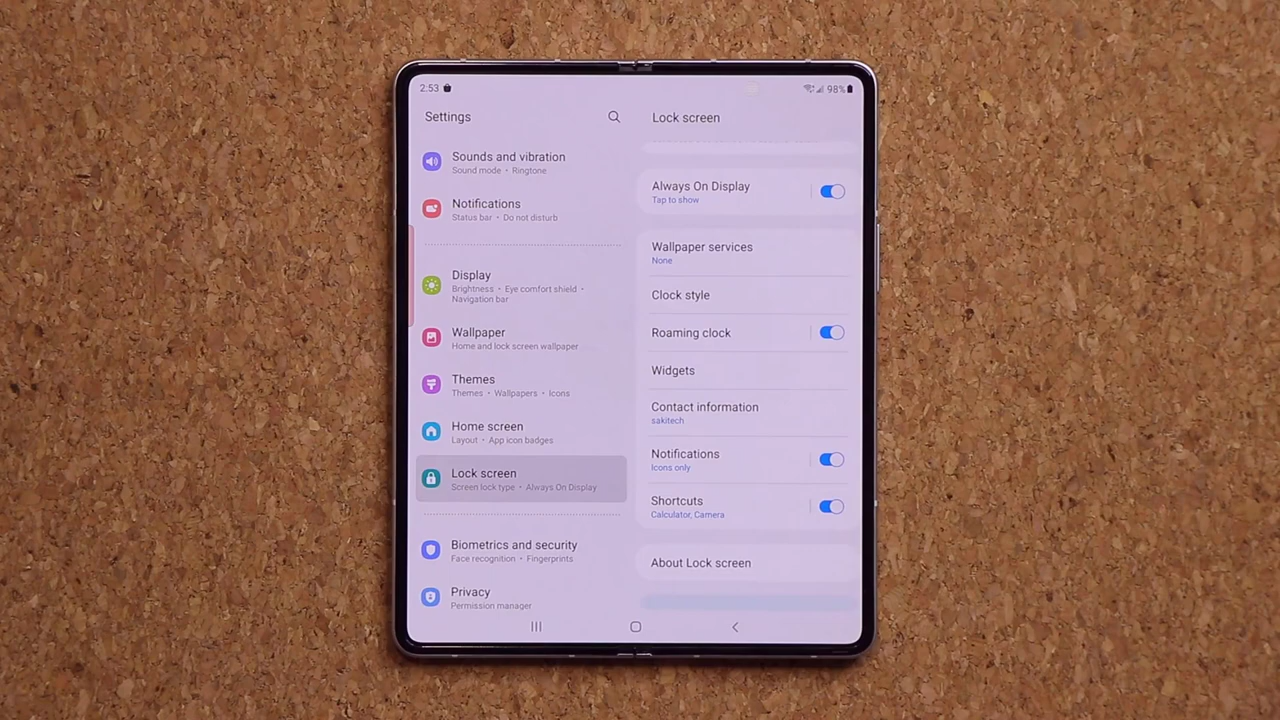 2:53
98%
Settings
Sounds and vibration
Sound mode • Ringtone
Notifications
Status bar • Do not disturb
Display
Brightness • Eye comfort shield •
Navigation bar
Wallpaper
Home and lock screen wallpaper
Themes
Themes • Wallpapers • Icons
Home screen
Layout • App icon badges
Lock screen
Screen lock type • Always On Display
Biometrics and security
Face recognition • Fingerprints
Privacy
Permission manager
Lock screen
Always On Display
Tap to show
Wallpaper services
None
Clock style
Roaming clock
Widgets
Contact information
sakitech
Notifications
Icons only
Shortcuts
Calculator, Camera
About Lock screen